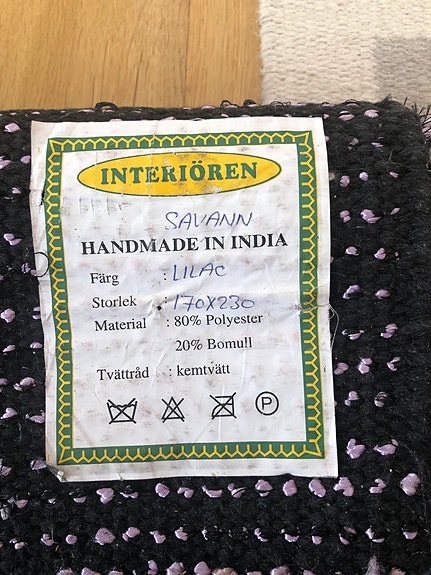 INTERIÖREN
SAVANN
HANDMADE IN INDIA
Färg : LILAC
Storlek : 170X230
Material : 80% Polyester
20% Bomull
Tvättråd : kemtvätt
P